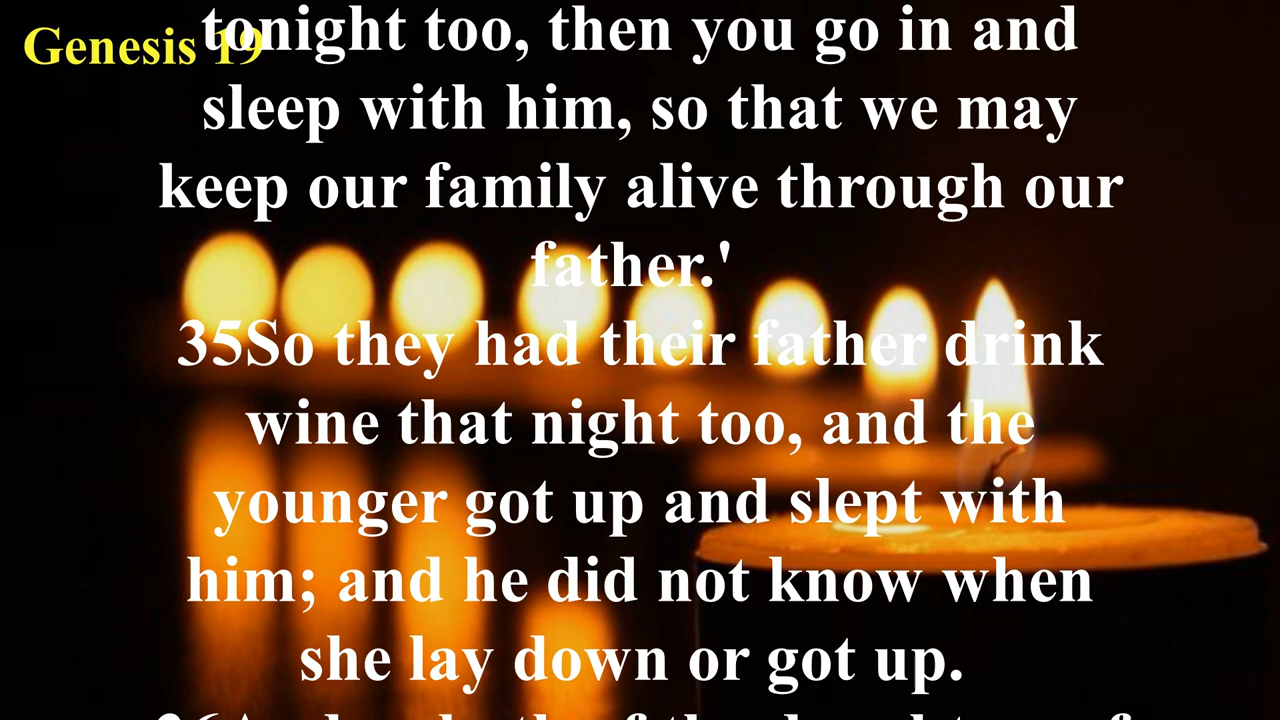 Genesis 19
tonight too, then you go in and
sleep with him, so that we may
keep our family alive through our
father.'
35So they had their father drink
wine that night too, and the
younger got up and slept with
him; and he did not know when
she lay down or got up.